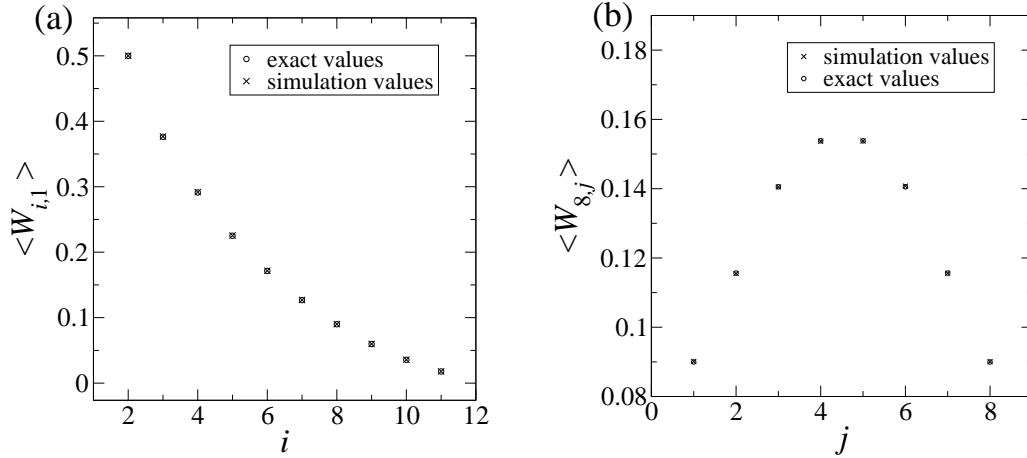 (a)
exact values
simulation values
0.5
0.4
0.3
0.2
0.1
0
<W_{i,1}>
2 4 6 8 10 12
i
(b)
simulation values
exact values
0.18
0.16
0.14
0.12
0.1
0.08
<W_{8,j}>
0 2 4 6 8
j